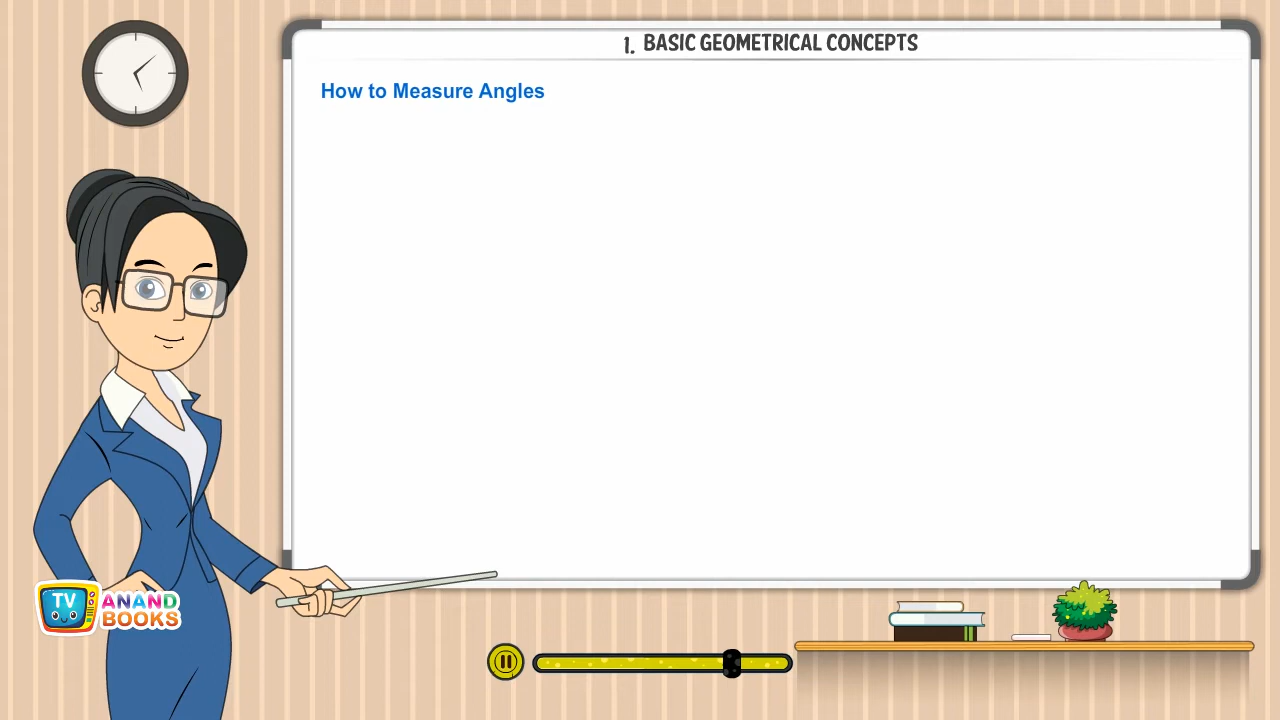 1. BASIC GEOMETRICAL CONCEPTS
How to Measure Angles
TV
ANAND
BOOKS